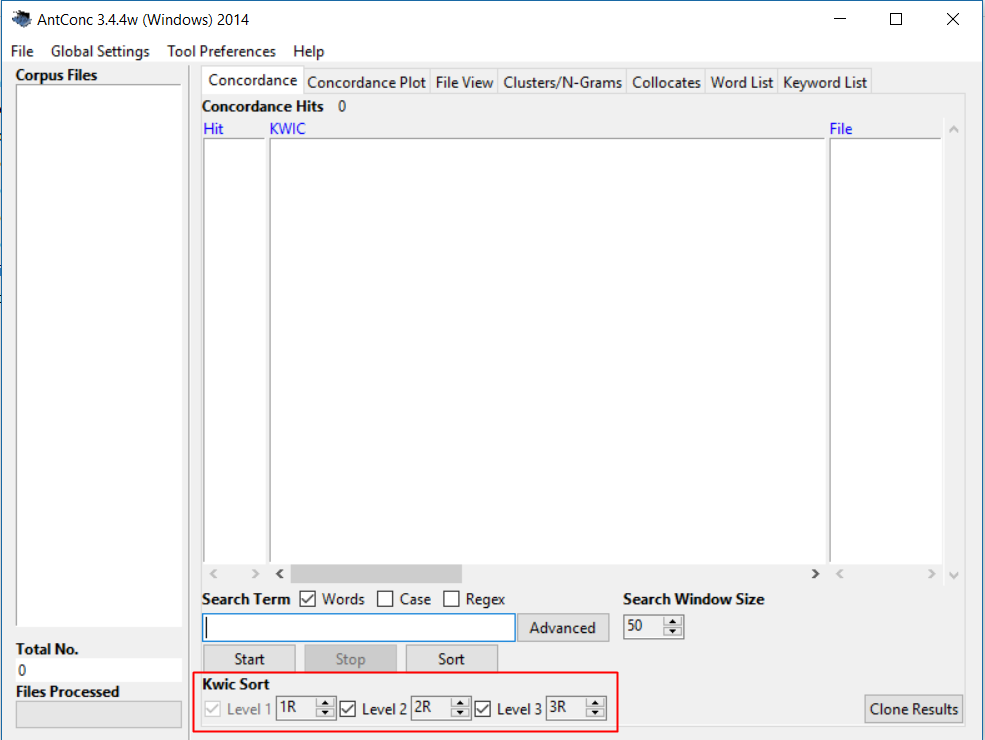 AntConc 3.4.4w (Windows) 2014
File Global Settings Tool Preferences Help
Corpus Files
Concordance Concordance Plot File View Clusters/N-Grams Collocates Word List Keyword List
Concordance Hits 0
Hit KWIC File
Search Term Words Case Regex Search Window Size
Advanced 50
Start Stop Sort
Total No.
0
Files Processed
Kwic Sort
Level 1 1R Level 2 2R Level 3 3R
Clone Results